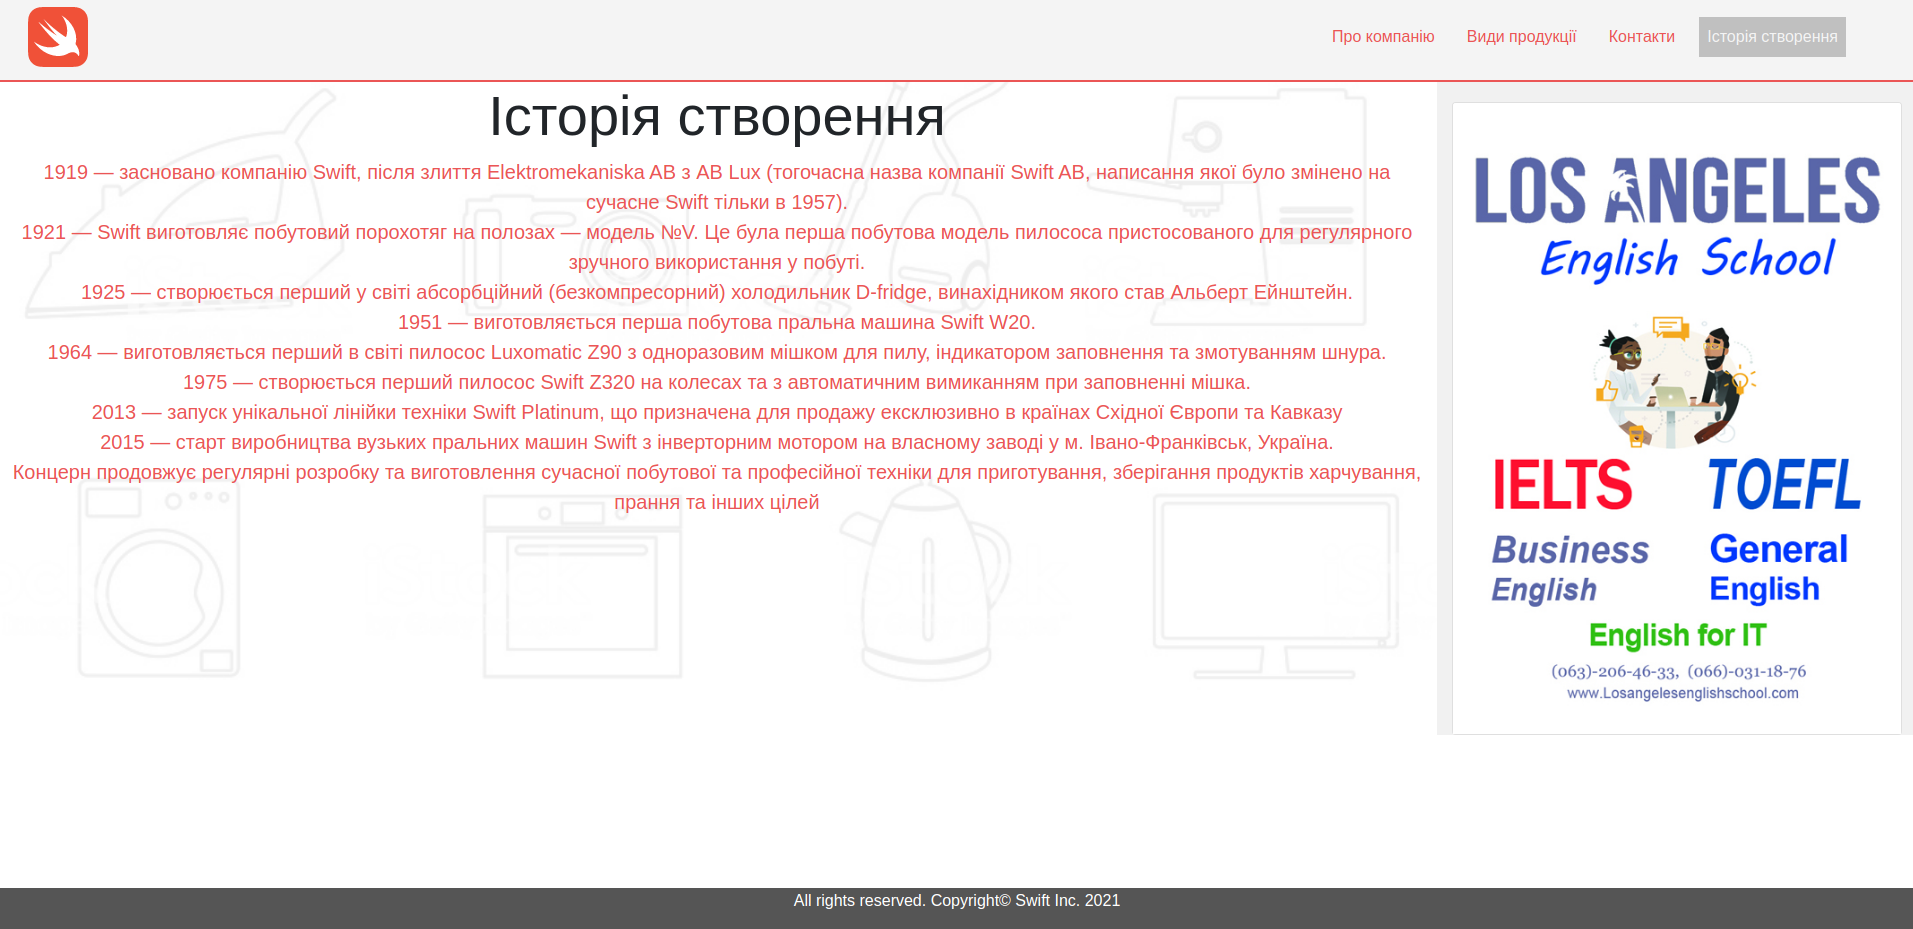 Про компанію
Види продукції
Контакти
Історія створення
Історія створення
1919 — засновано компанію Swift, після злиття Elektromekaniska AB з AB Lux (тогочасна назва компанії Swift AB, написання якої було змінено на
сучасне Swift тільки в 1957).
1921 — Swift виготовляє побутовий порохотяг на полозах — модель №V. Це була перша побутова модель пилососа пристосованого для регулярного
зручного використання у побуті.
1925 — створюється перший у світі абсорбційний (безкомпресорний) холодильник D-fridge, винахідником якого став Альберт Ейнштейн.
1951 — виготовляється перша побутова пральна машина Swift W20.
1964 — виготовляється перший в світі пилосос Luxomatic Z90 з одноразовим мішком для пилу, індикатором заповнення та змотуванням шнура.
1975 — створюється перший пилосос Swift Z320 на колесах та з автоматичним вимиканням при заповненні мішка.
2013 — запуск унікальної лінійки техніки Swift Platinum, що призначена для продажу ексклюзивно в країнах Східної Європи та Кавказу
2015 — старт виробництва вузьких пральних машин Swift з інверторним мотором на власному заводі у м. Івано-Франківськ, Україна.
Концерн продовжує регулярні розробку та виготовлення сучасної побутової та професійної техніки для приготування, зберігання продуктів харчування,
прання та інших цілей
LOS ANGELES
English School
IELTS
TOEFL
Business
English
General
English
English for IT
(063)-206-46-33, (066)-031-18-76
www.Losangelesenglishschool.com
All rights reserved. Copyright© Swift Inc. 2021